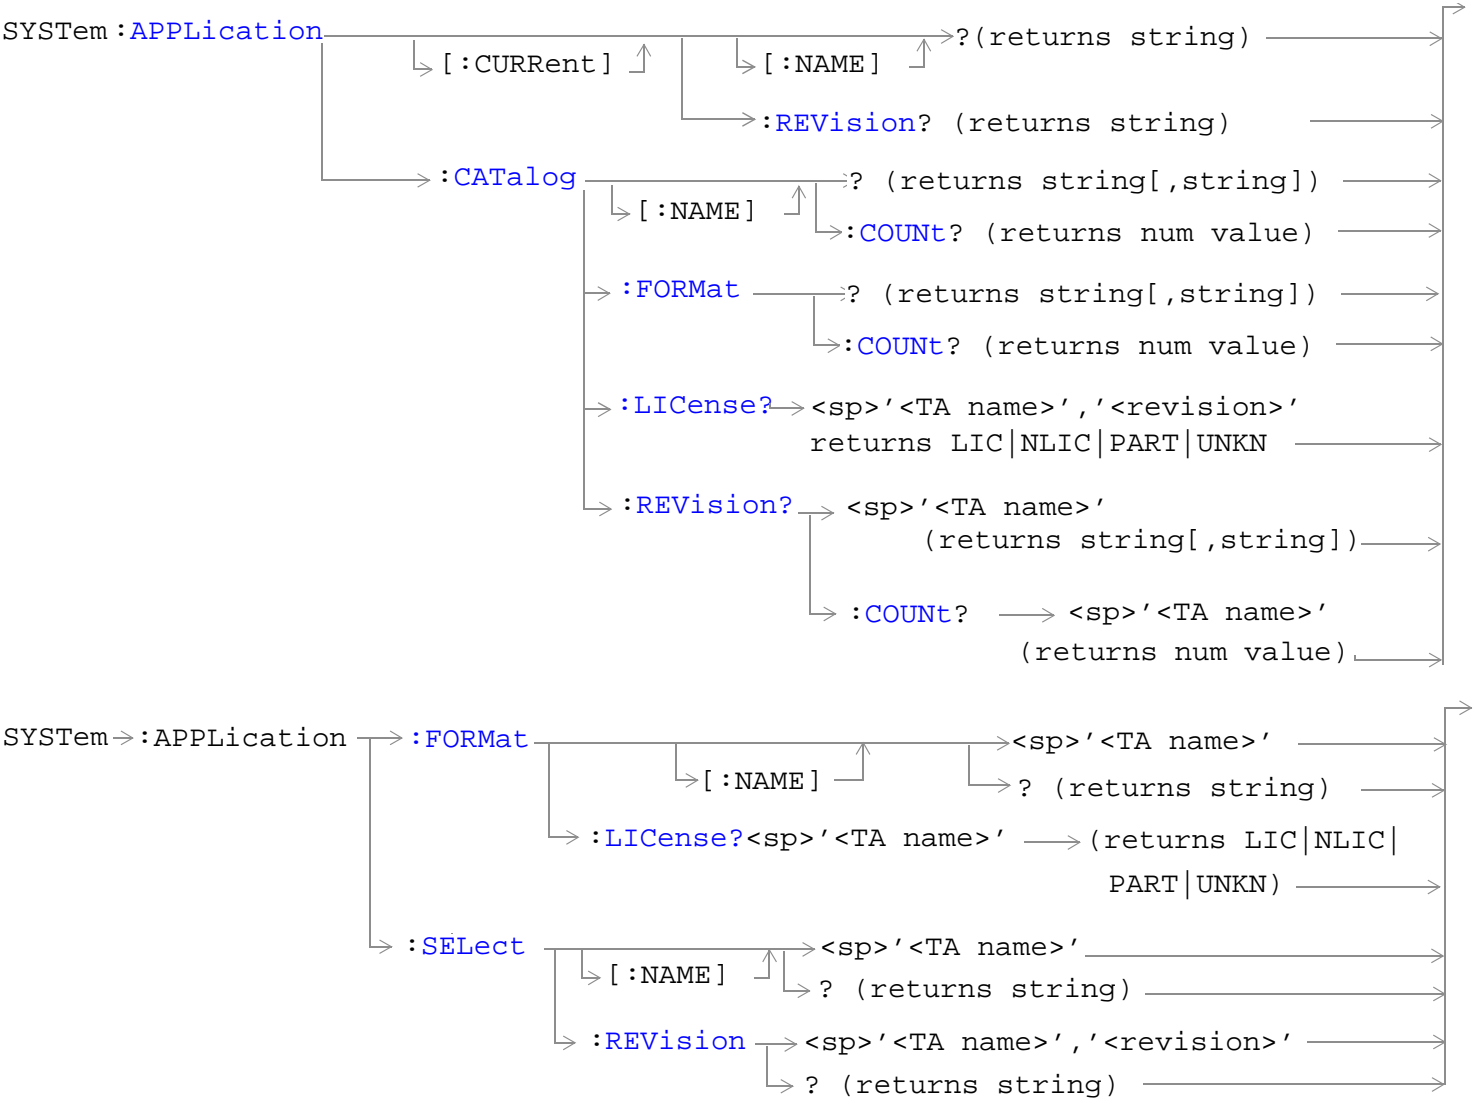 SYSTem :APPLication ?(returns string)
[:CURRent] [:NAME]
:REVision? (returns string)
:CATalog ? (returns string[,string])
[:NAME]
:COUNt? (returns num value)
:FORMat ? (returns string[,string])
:COUNt? (returns num value)
:LICense? <sp>’<TA name>’,’<revision>’
returns LIC|NLIC|PART|UNKN
:REVision? <sp>’<TA name>’
(returns string[,string])
:COUNt? <sp>’<TA name>’
(returns num value)
SYSTem :APPLication :FORMat <sp>’<TA name>’
[:NAME] ? (returns string)
:LICense?<sp>’<TA name>’ (returns LIC|NLIC|
PART|UNKN)
:SELect <sp>’<TA name>’
[:NAME] ? (returns string)
:REVision <sp>’<TA name>’,’<revision>’
? (returns string)